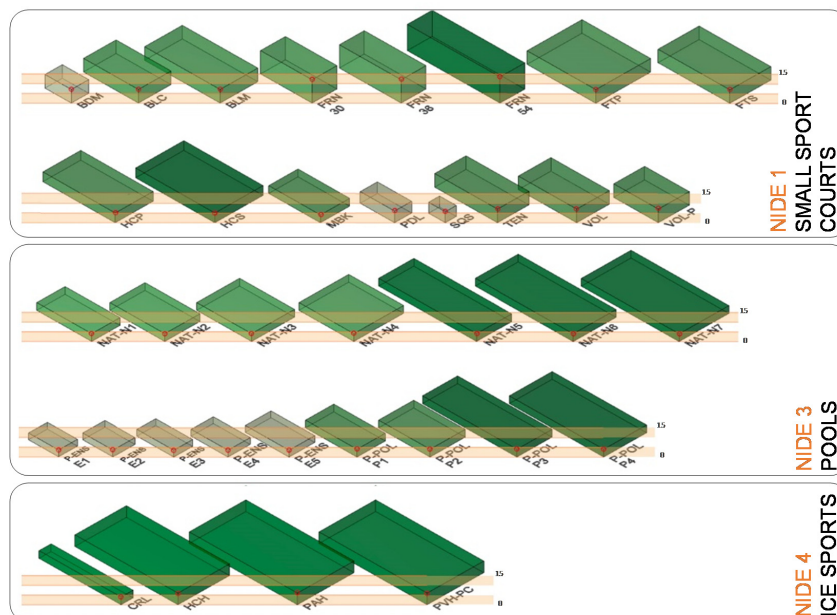 BDM BLC BLM FRN 30 FRN 38 FRN 54 FTP FTS
15
0
HCP HCS MBK PDL SQS TEN VOL VOL-P
15
0
NIDE 1
SMALL SPORT
COURTS
NAT-N1 NAT-N2 NAT-N3 NAT-N4 NAT-N5 NAT-N6 NAT-N7
15
0
P-ENS E1 P-ENS E2 P-ENS E3 P-ENS E4 P-ENS E5 P-POL P1 P-POL P2 P-POL P3 P-POL P4
15
0
NIDE 3
POOLS
CRL HCH PAH PVH-PC
15
0
NIDE 4
ICE SPORTS